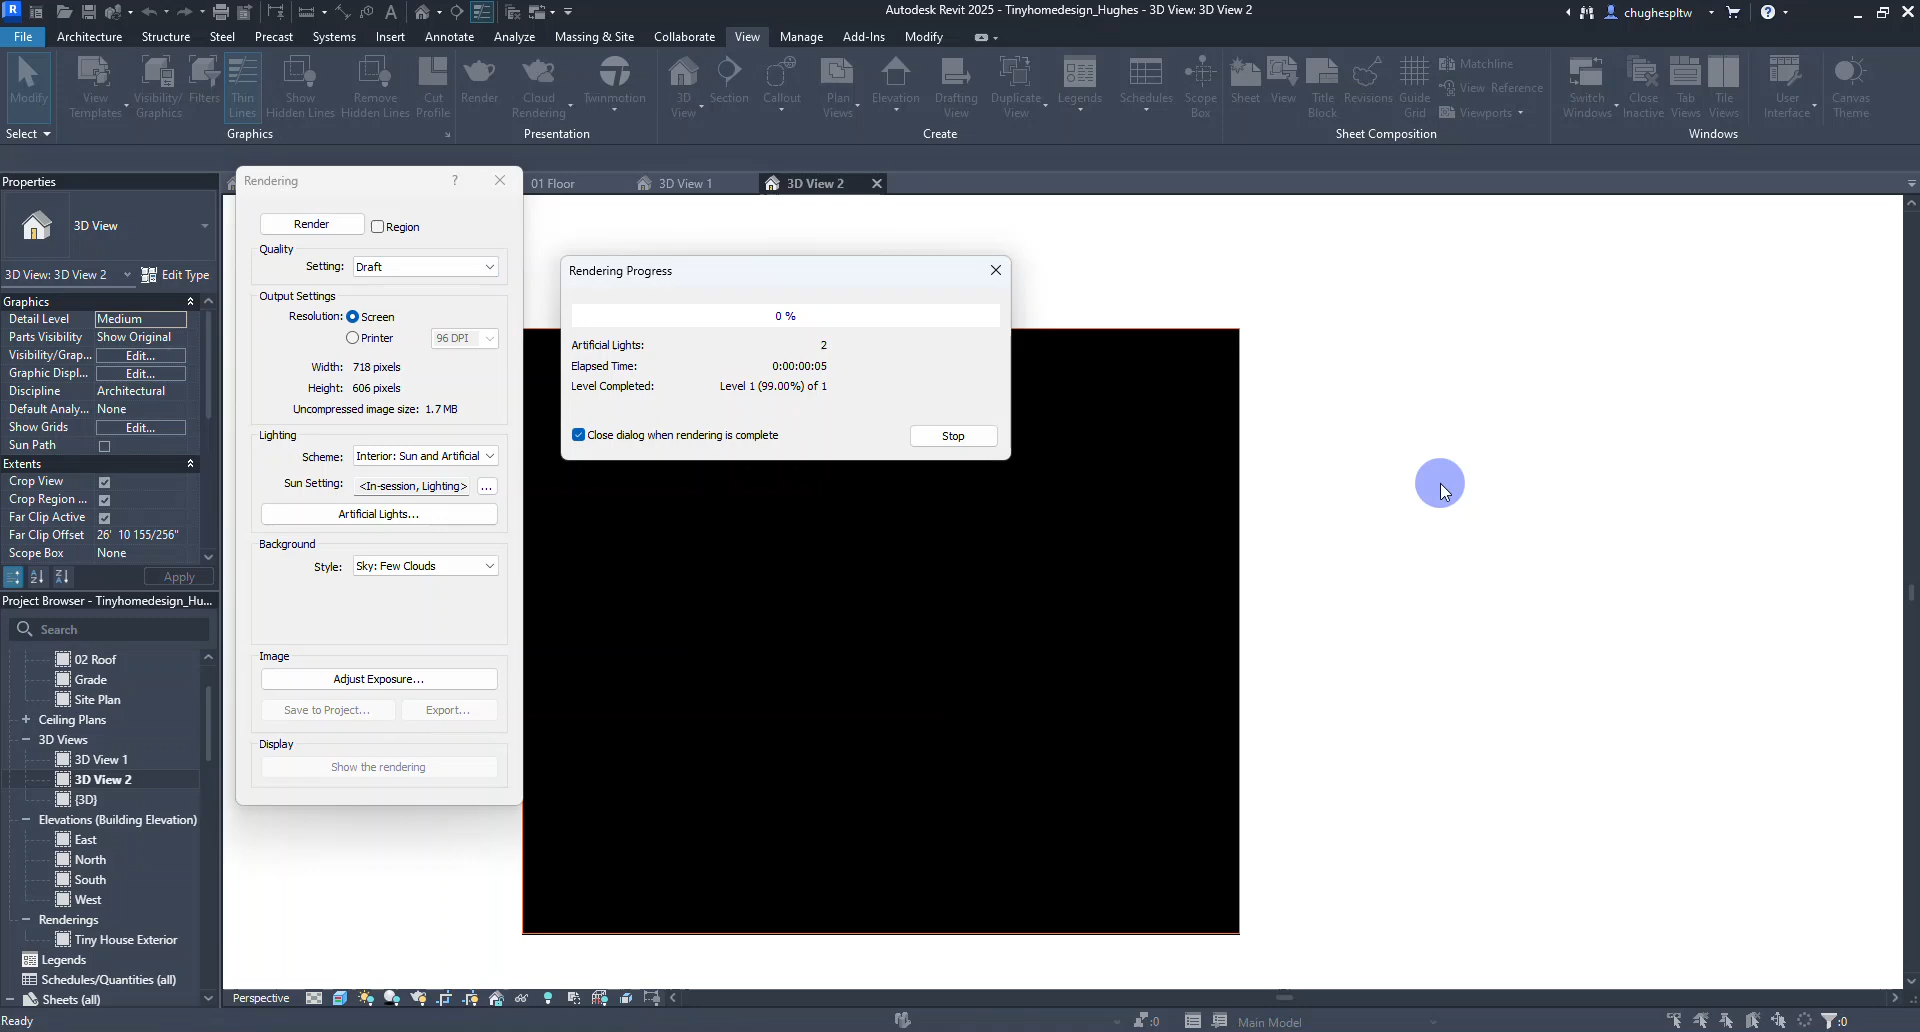 Autodesk Revit 2025 - Tinyhomedesign_Hughes - 3D View: 3D View 2
chughespltw
File Architecture Structure Steel Precast Systems Insert Annotate Analyze Massing & Site Collaborate View Manage Add-Ins Modify
Modify
View Templates
Visibility/ Graphics
Filters
Thin Lines
Show Hidden Lines
Remove Hidden Lines
Cut Profile
Render
Cloud Rendering
Twinmotion
3D View
Section
Callout
Plan Views
Elevation
Drafting View
Duplicate View
Legends
Schedules
Scope Box
Sheet
View
Title Block
Revisions
Guide Grid
Matchline
View Reference
Viewports
Switch Windows
Close Inactive
Tab Views
Tile Views
User Interface
Canvas Theme
Select Graphics Presentation Create Sheet Composition Windows
Properties
3D View
3D View: 3D View 2 Edit Type
Graphics
Detail Level Medium
Parts Visibility Show Original
Visibility/Grap... Edit...
Graphic Displ... Edit...
Discipline Architectural
Default Analy... None
Show Grids Edit...
Sun Path
Extents
Crop View
Crop Region ...
Far Clip Active
Far Clip Offset 26' 10 155/256"
Scope Box None
Apply
Project Browser - Tinyhomedesign_Hu...
Search
02 Roof
Grade
Site Plan
Ceiling Plans
3D Views
3D View 1
3D View 2
{3D}
Elevations (Building Elevation)
East
North
South
West
Renderings
Tiny House Exterior
Legends
Schedules/Quantities (all)
Sheets (all)
01 Floor 3D View 1 3D View 2
Rendering ?
Render Region
Quality
Setting: Draft
Output Settings
Resolution: Screen
Printer 96 DPI
Width: 718 pixels
Height: 606 pixels
Uncompressed image size: 1.7 MB
Lighting
Scheme: Interior: Sun and Artificial
Sun Setting: <In-session, Lighting> ...
Artificial Lights...
Background
Style: Sky: Few Clouds
Image
Adjust Exposure...
Save to Project... Export...
Display
Show the rendering
Rendering Progress
0 %
Artificial Lights: 2
Elapsed Time: 0:00:00:05
Level Completed: Level 1 (99.00%) of 1
Close dialog when rendering is complete Stop
Perspective
Ready :0 Main Model :0